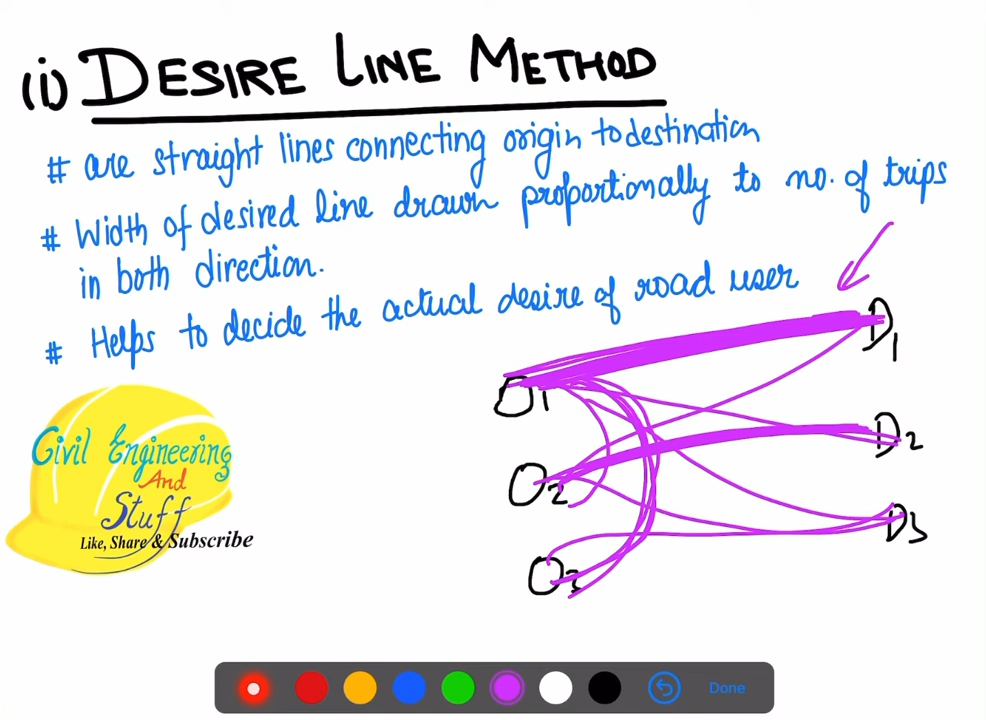 (ii) DESIRE LINE METHOD
# are straight lines connecting origin to destination
# Width of desired line drawn proportionally to no. of trips
in both direction.
# Helps to decide the actual desire of road user
D1
O1
Civil Engineering
And
Stuff
Like, Share & Subscribe
D2
O2
D3
O3
Done